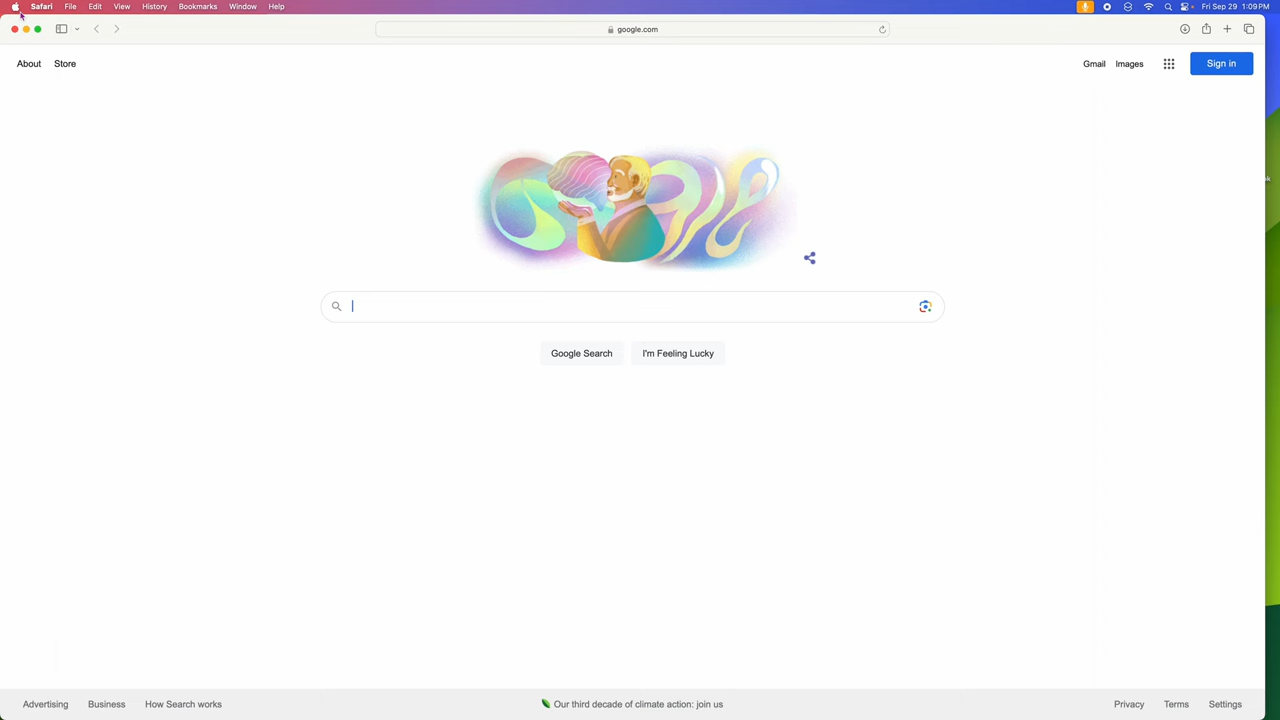 Safari File Edit View History Bookmarks Window Help Fri Sep 29 1:09 PM
google.com
About Store Gmail Images Sign in
Google Search I'm Feeling Lucky
Advertising Business How Search works Our third decade of climate action: join us Privacy Terms Settings